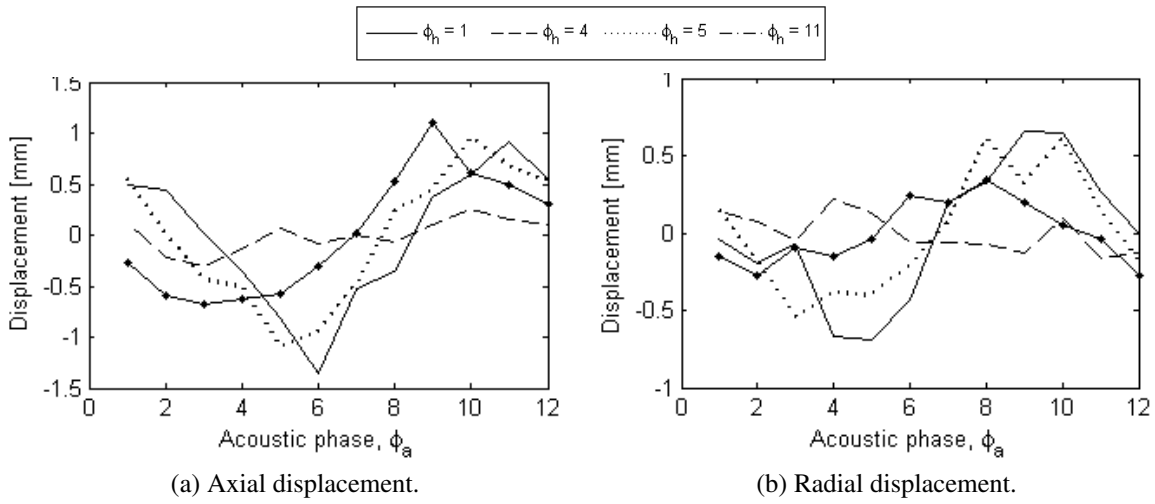 ϕh = 1 ϕh = 4 ϕh = 5 ϕh = 11
1.5
1
0.5
0
-0.5
-1
-1.5
0 2 4 6 8 10 12
Displacement [mm]
Acoustic phase, ϕa
(a) Axial displacement.
1
0.5
0
-0.5
-1
0 2 4 6 8 10 12
Displacement [mm]
Acoustic phase, ϕa
(b) Radial displacement.